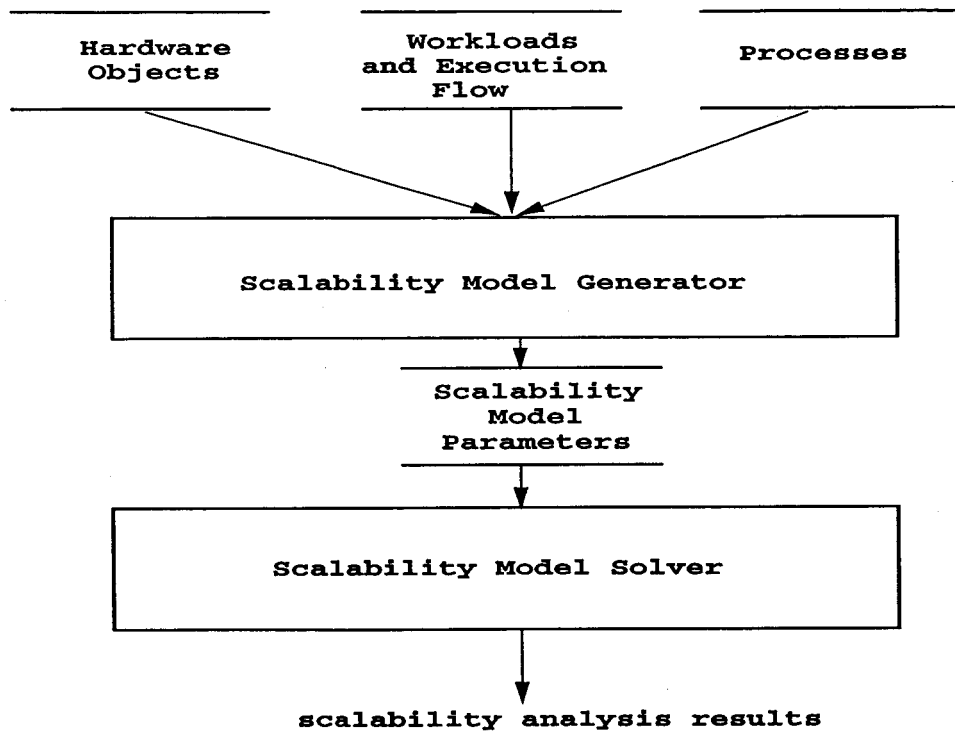 Hardware
Objects
Workloads
and Execution
Flow
Processes
Scalability Model Generator
Scalability
Model
Parameters
Scalability Model Solver
scalability analysis results